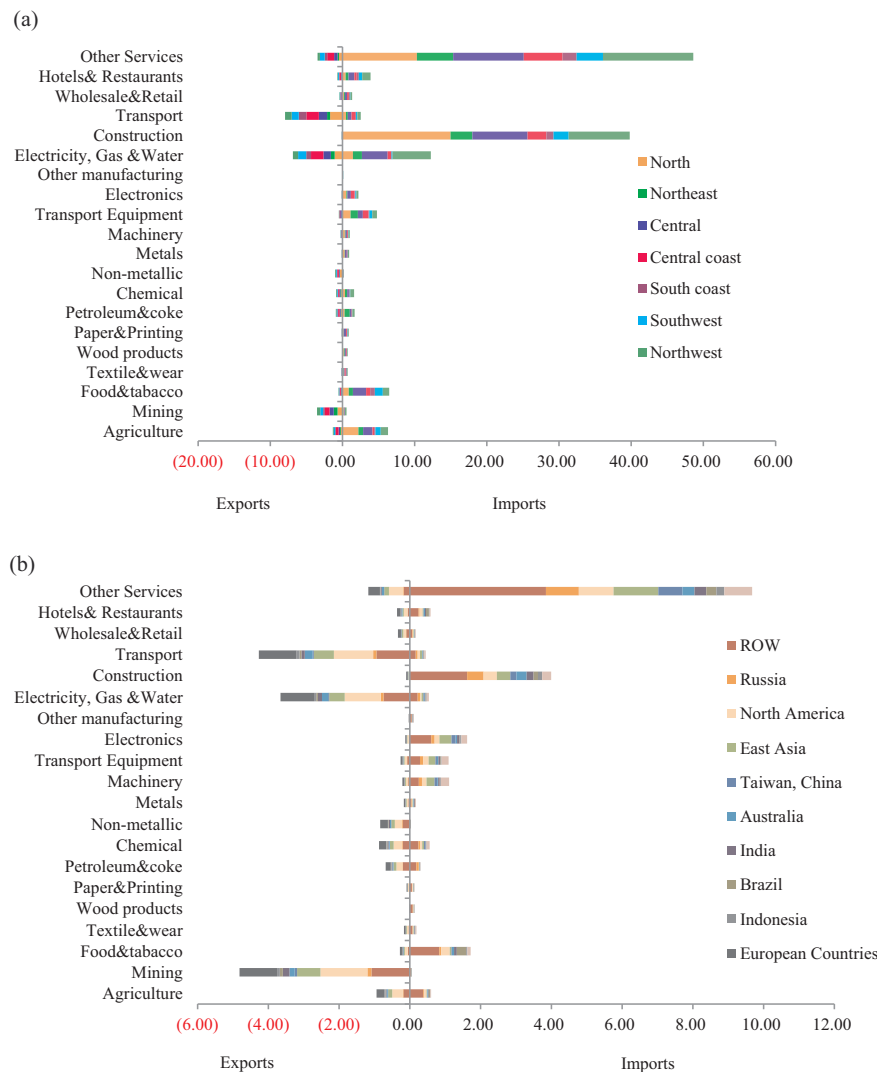 (a)
Other Services
Hotels& Restaurants
Wholesale&Retail
Transport
Construction
Electricity, Gas &Water
Other manufacturing
Electronics
Transport Equipment
Machinery
Metals
Non-metallic
Chemical
Petroleum&coke
Paper&Printing
Wood products
Textile&wear
Food&tabacco
Mining
Agriculture
North
Northeast
Central
Central coast
South coast
Southwest
Northwest
(20.00) (10.00) 0.00 10.00 20.00 30.00 40.00 50.00 60.00
Exports Imports
(b)
Other Services
Hotels& Restaurants
Wholesale&Retail
Transport
Construction
Electricity, Gas &Water
Other manufacturing
Electronics
Transport Equipment
Machinery
Metals
Non-metallic
Chemical
Petroleum&coke
Paper&Printing
Wood products
Textile&wear
Food&tabacco
Mining
Agriculture
ROW
Russia
North America
East Asia
Taiwan, China
Australia
India
Brazil
Indonesia
European Countries
(6.00) (4.00) (2.00) 0.00 2.00 4.00 6.00 8.00 10.00 12.00
Exports Imports